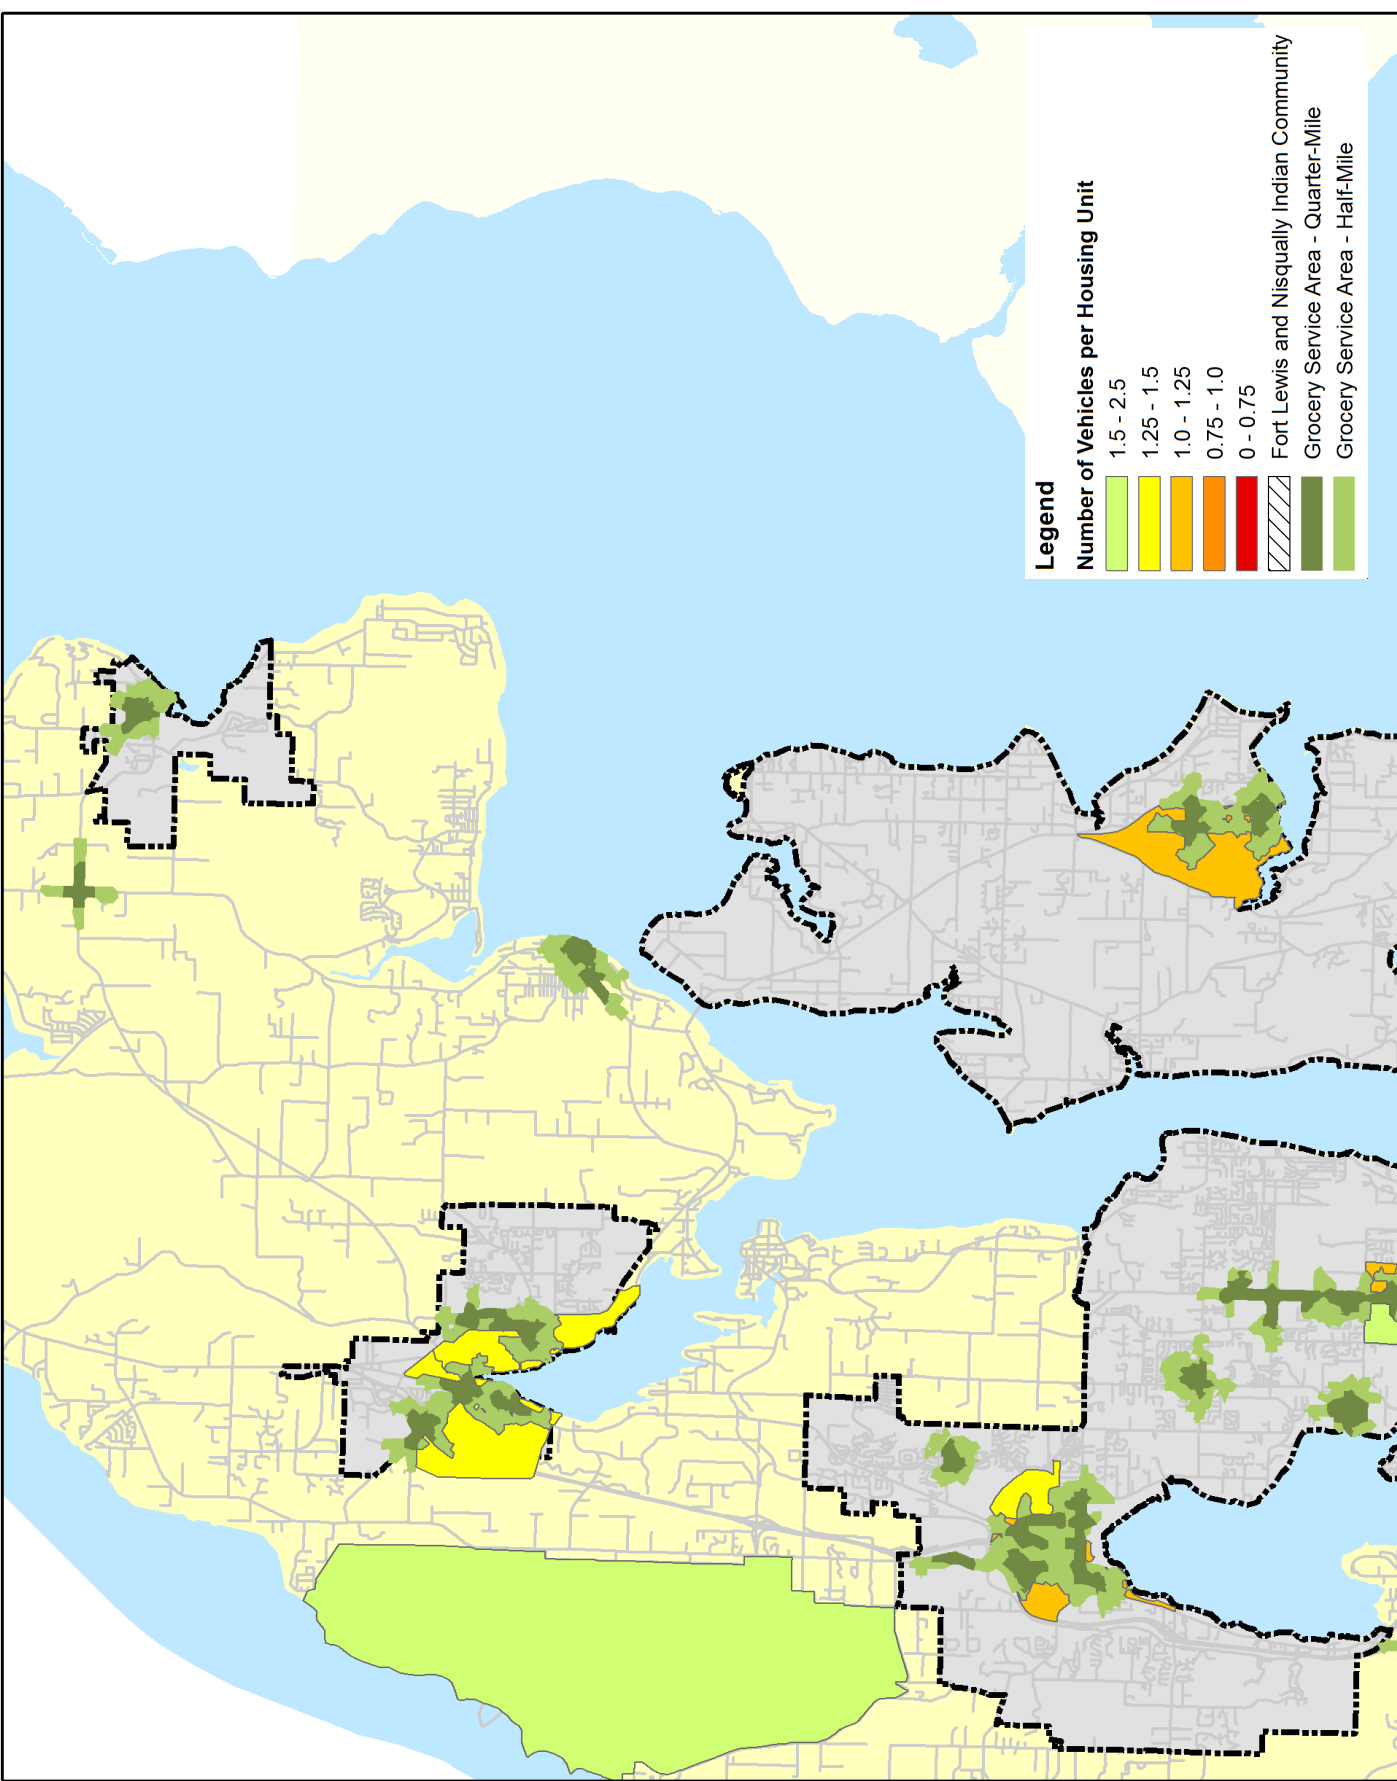 Legend
Number of Vehicles per Housing Unit
1.5 - 2.5
1.25 - 1.5
1.0 - 1.25
0.75 - 1.0
0 - 0.75
Fort Lewis and Nisqually Indian Community
Grocery Service Area - Quarter-Mile
Grocery Service Area - Half-Mile